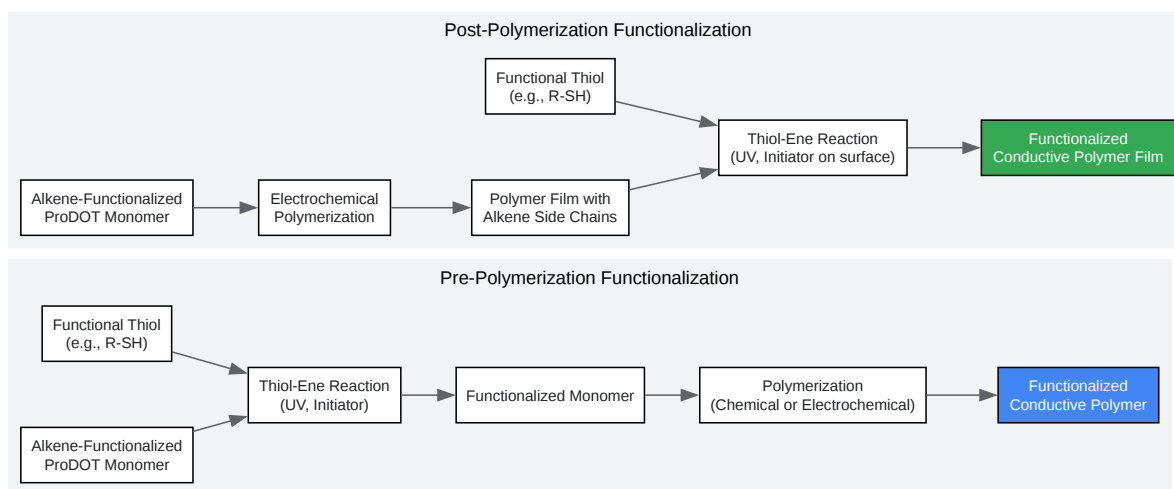 Post-Polymerization Functionalization
Functional Thiol
(e.g., R-SH)
Thiol-Ene Reaction
(UV, Initiator on surface)
Functionalized
Conductive Polymer Film
Alkene-Functionalized
ProDOT Monomer
Electrochemical
Polymerization
Polymer Film with
Alkene Side Chains
Pre-Polymerization Functionalization
Functional Thiol
(e.g., R-SH)
Thiol-Ene Reaction
(UV, Initiator)
Functionalized Monomer
Polymerization
(Chemical or Electrochemical)
Functionalized
Conductive Polymer
Alkene-Functionalized
ProDOT Monomer